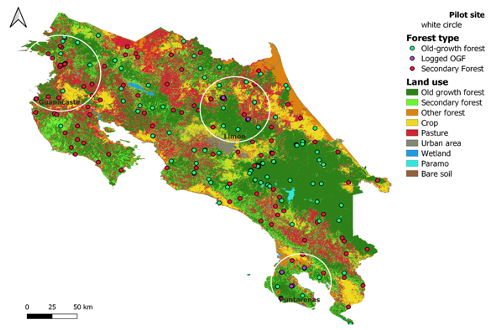 Pilot site
white circle
Forest type
Old-growth forest
Logged OGF
Secondary Forest
Land use
Old growth forest
Secondary forest
Other forest
Crop
Pasture
Urban area
Wetland
Paramo
Bare soil
Guanacaste
Limon
Puntarenas
0 25 50 km